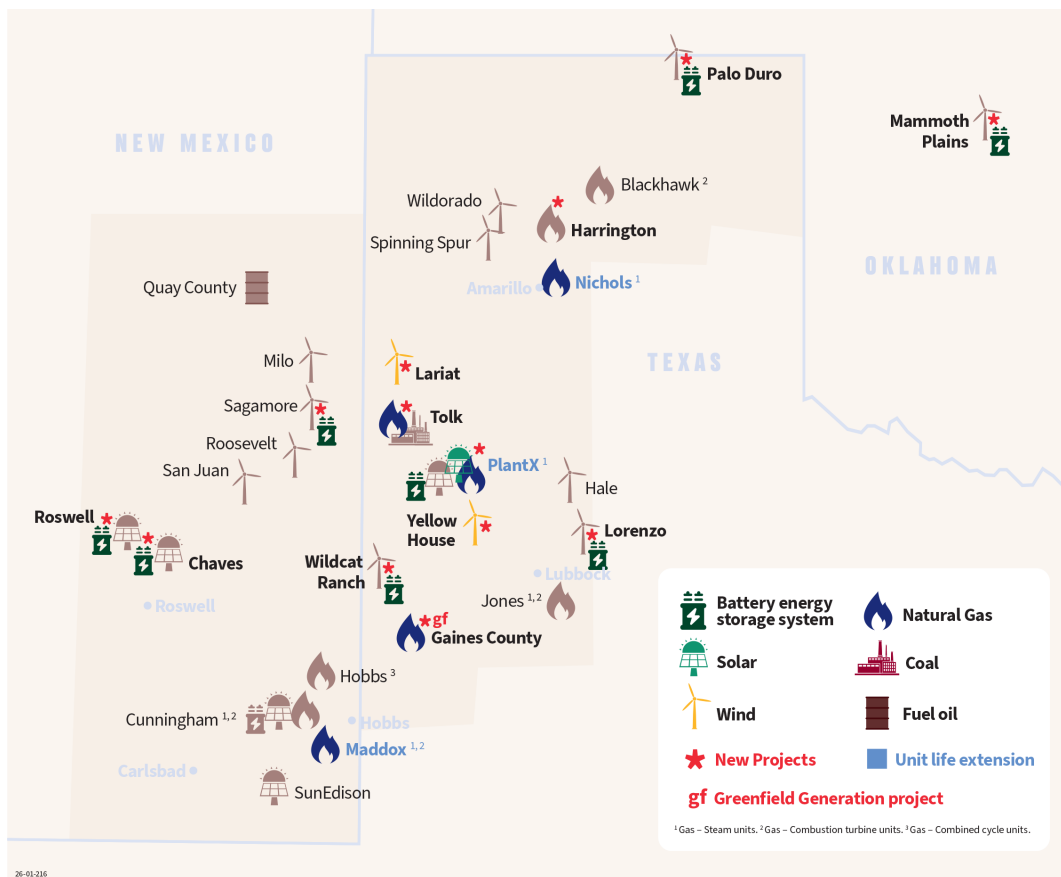 Palo Duro
Mammoth
Plains
NEW MEXICO
Blackhawk ²
Wildorado
Harrington
Spinning Spur
OKLAHOMA
Quay County
Amarillo
Nichols ¹
Milo
TEXAS
Lariat
Sagamore
Tolk
Roosevelt
San Juan
PlantX ¹
Hale
Roswell
Yellow
House
Lorenzo
Chaves
Wildcat
Ranch
Lubbock
Roswell
Jones ¹,²
gf
Gaines County
Hobbs ³
Cunningham ¹,²
Hobbs
Maddox ¹,²
Carlsbad
SunEdison
Battery energy
storage system
Natural Gas
Solar
Coal
Wind
Fuel oil
New Projects
Unit life extension
gf Greenfield Generation project
¹ Gas – Steam units. ² Gas – Combustion turbine units. ³ Gas – Combined cycle units.
26-01-216